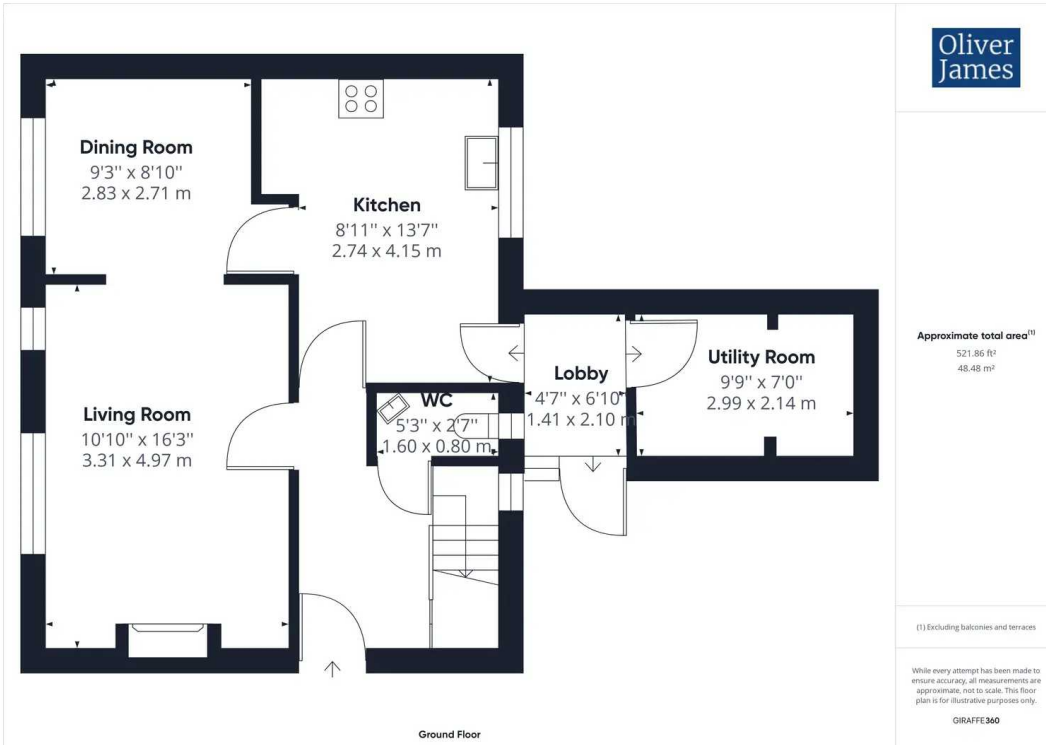 Oliver
James
Dining Room
9'3'' x 8'10''
2.83 x 2.71 m
Kitchen
8'11'' x 13'7''
2.74 x 4.15 m
Living Room
10'10'' x 16'3''
3.31 x 4.97 m
WC
5'3'' x 2'7''
1.60 x 0.80 m
Lobby
4'7'' x 6'10''
1.41 x 2.10 m
Utility Room
9'9'' x 7'0''
2.99 x 2.14 m
Ground Floor
Approximate total area(1)
521.86 ft²
48.48 m²
(1) Excluding balconies and terraces
While every attempt has been made to
ensure accuracy, all measurements are
approximate, not to scale. This floor
plan is for illustrative purposes only.
GIRAFFE360